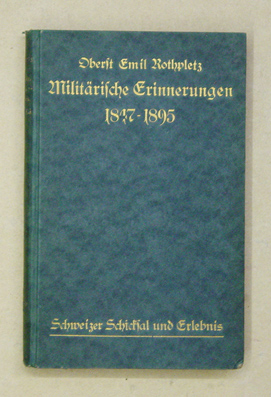 Oberst Emil Rothpletz
Militärische Erinnerungen
1847-1895
Schweizer Schicksal und Erlebnis